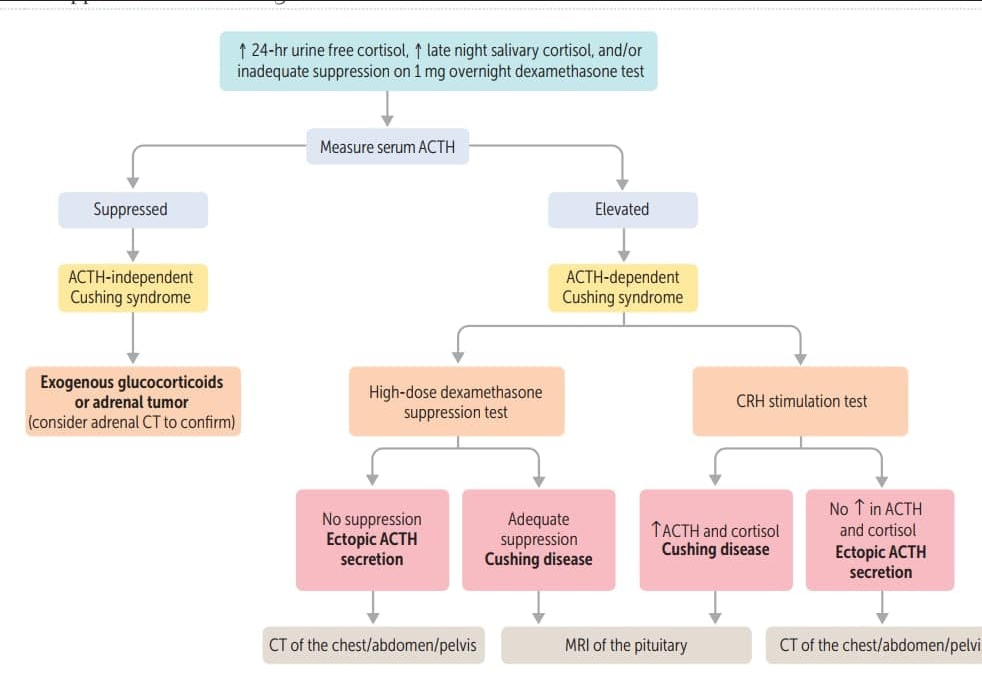 ↑ 24-hr urine free cortisol, ↑ late night salivary cortisol, and/or
inadequate suppression on 1 mg overnight dexamethasone test
Measure serum ACTH
Suppressed
Elevated
ACTH-independent
Cushing syndrome
ACTH-dependent
Cushing syndrome
Exogenous glucocorticoids
or adrenal tumor
(consider adrenal CT to confirm)
High-dose dexamethasone
suppression test
CRH stimulation test
No suppression
Ectopic ACTH
secretion
Adequate
suppression
Cushing disease
↑ACTH and cortisol
Cushing disease
No ↑ in ACTH
and cortisol
Ectopic ACTH
secretion
CT of the chest/abdomen/pelvis
MRI of the pituitary
CT of the chest/abdomen/pelvi